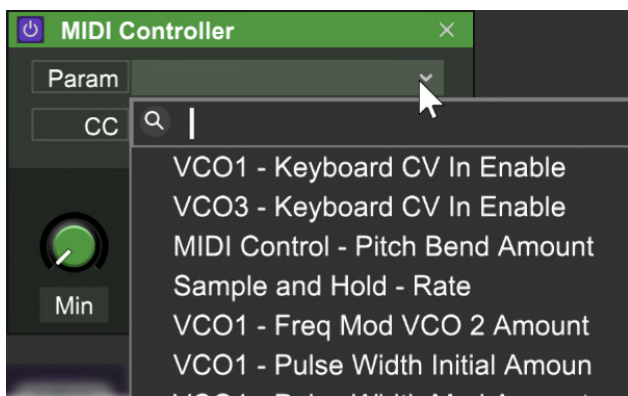 MIDI Controller
Param
CC
VCO1 - Keyboard CV In Enable
VCO3 - Keyboard CV In Enable
MIDI Control - Pitch Bend Amount
Sample and Hold - Rate
Min
VCO1 - Freq Mod VCO 2 Amount
VCO1 - Pulse Width Initial Amoun